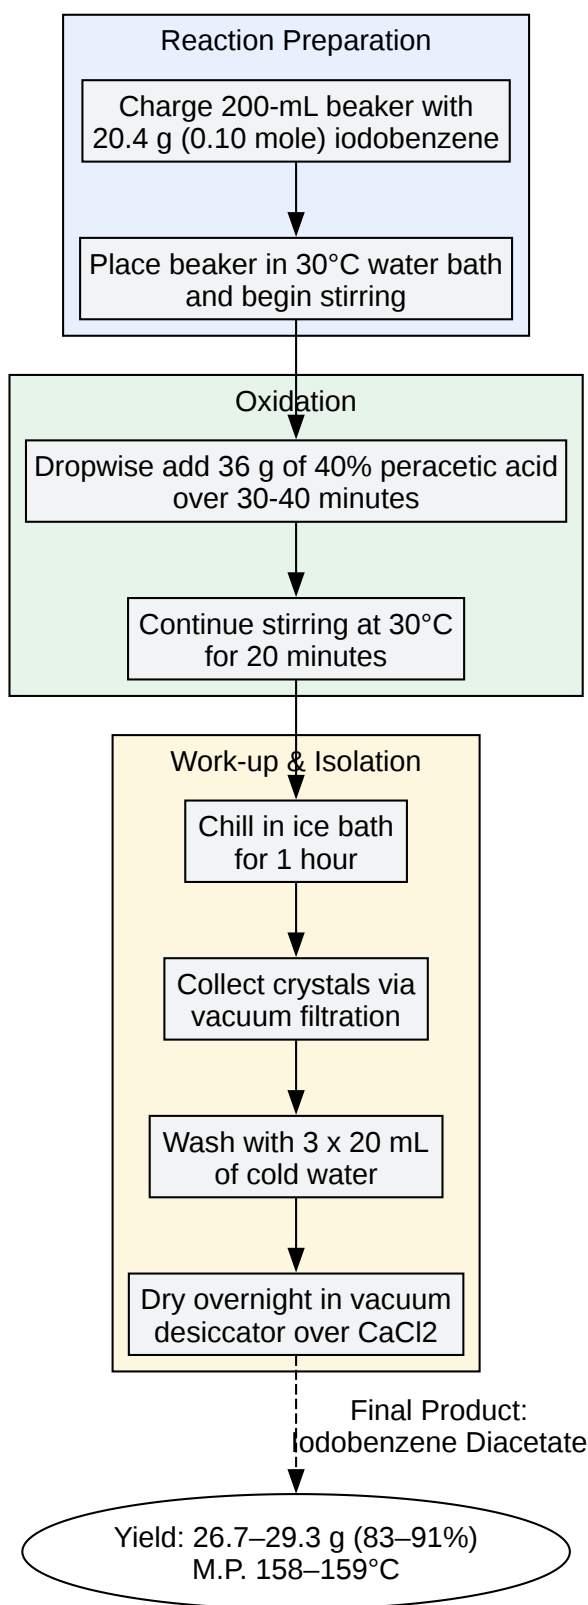 Reaction Preparation
Charge 200-mL beaker with
20.4 g (0.10 mole) iodobenzene
Place beaker in 30°C water bath
and begin stirring
Oxidation
Dropwise add 36 g of 40% peracetic acid
over 30-40 minutes
Continue stirring at 30°C
for 20 minutes
Work-up & Isolation
Chill in ice bath
for 1 hour
Collect crystals via
vacuum filtration
Wash with 3 x 20 mL
of cold water
Dry overnight in vacuum
desiccator over CaCl2
Final Product:
Iodobenzene Diacetate
Yield: 26.7–29.3 g (83–91%)
M.P. 158–159°C